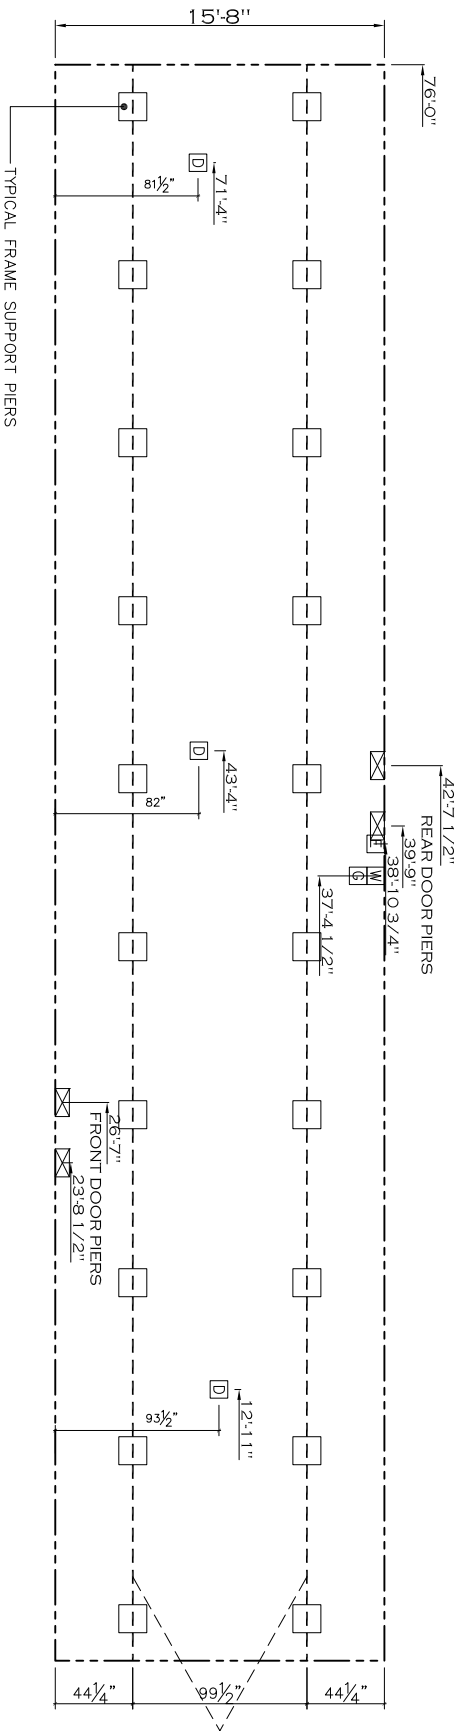 15'-8"
76'-0"
TYPICAL FRAME SUPPORT PIERS
81½"
D
71'-4"
82"
D
43'-4"
42'-7 1/2"
REAR DOOR PIERS
39'-9"
E
38'-10 3/4"
W
G
37'-4 1/2"
26'-7"
FRONT DOOR PIERS
23'-8 1/2"
93½"
D
12'-11"
44¼"
99½"
44¼"